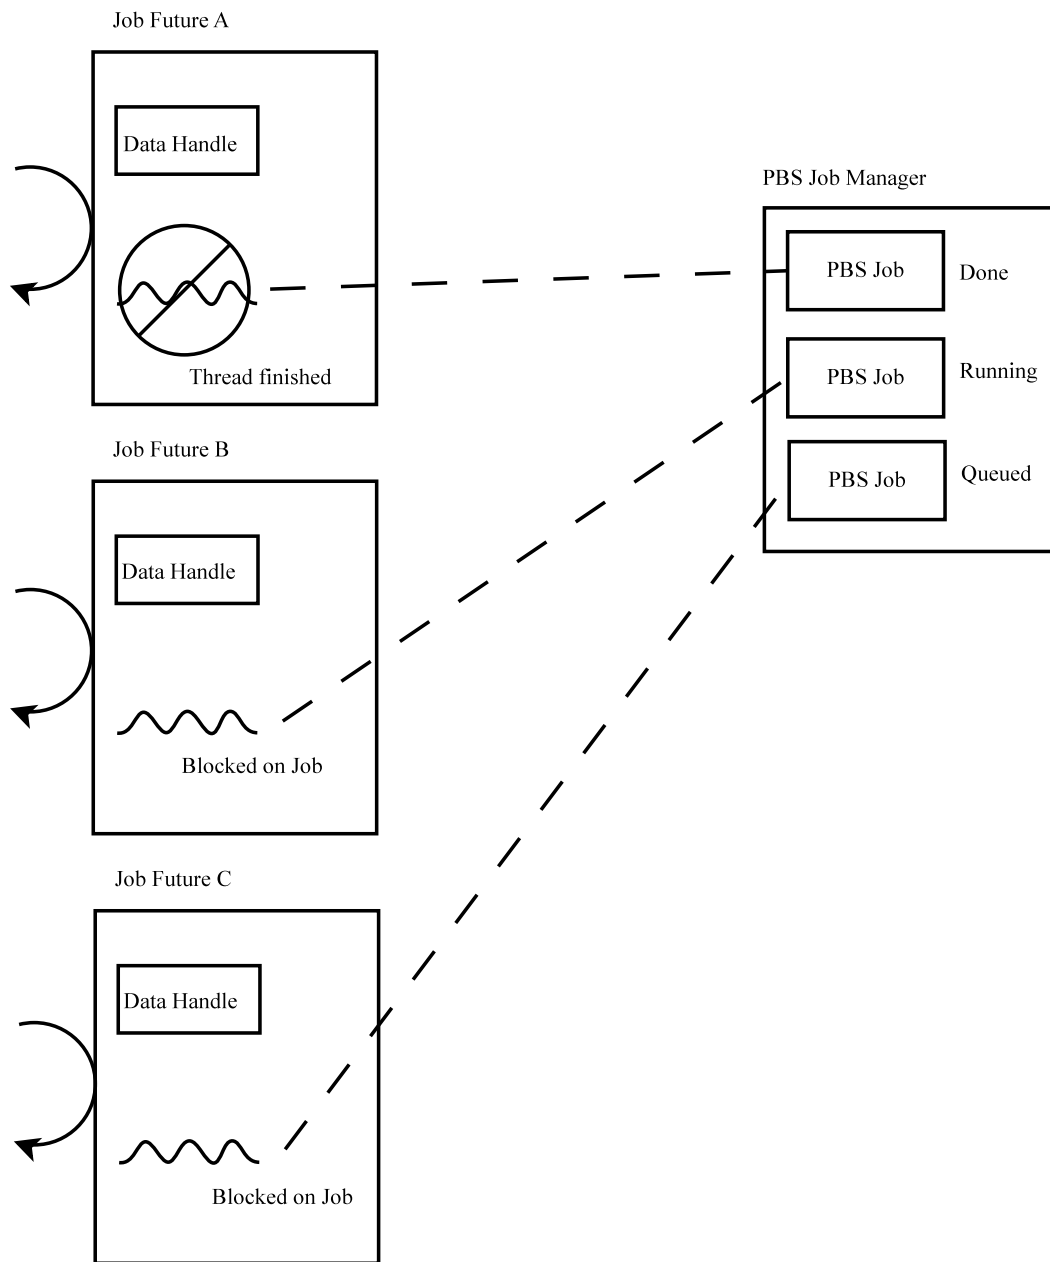 Job Future A
Data Handle
Thread finished
PBS Job Manager
PBS Job
Done
PBS Job
Running
PBS Job
Queued
Job Future B
Data Handle
Blocked on Job
Job Future C
Data Handle
Blocked on Job